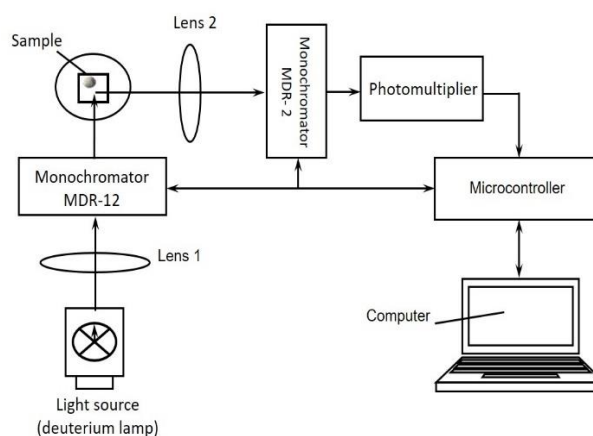 Sample
Lens 2
Monochromator
MDR- 2
Photomultiplier
Monochromator
MDR-12
Microcontroller
Lens 1
Computer
Light source
(deuterium lamp)